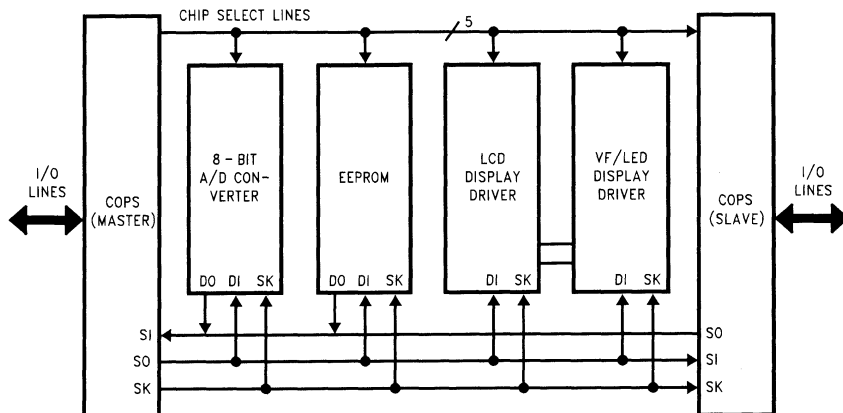 CHIP SELECT LINES
5
I/O
LINES
COPS
(MASTER)
8-BIT
A/D CON-
VERTER
EEPROM
LCD
DISPLAY
DRIVER
VF/LED
DISPLAY
DRIVER
COPS
(SLAVE)
I/O
LINES
DO DI SK
DO DI SK
DI SK
DI SK
SI
SO
SK
SO
SI
SK